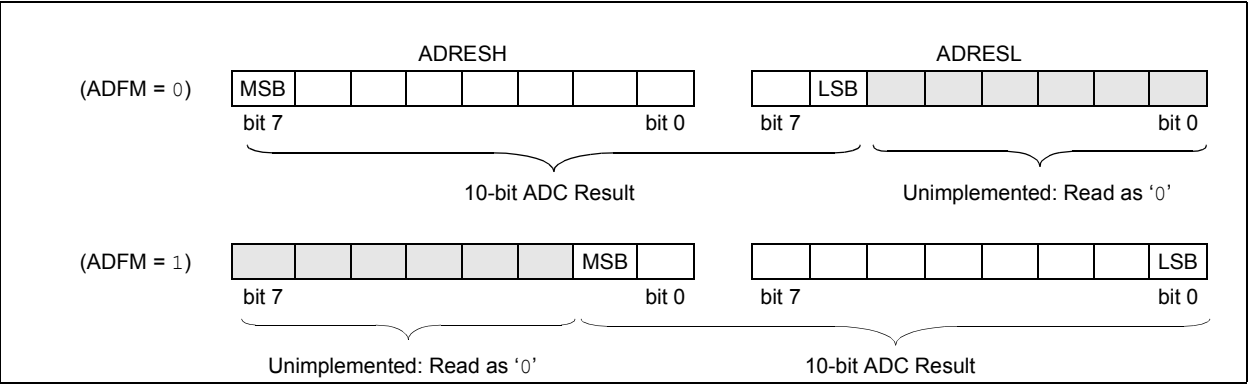 ADRESH ADRESL
(ADFM = 0) MSB LSB
bit 7 bit 0 bit 7 bit 0
10-bit ADC Result Unimplemented: Read as ‘0’
(ADFM = 1) MSB LSB
bit 7 bit 0 bit 7 bit 0
Unimplemented: Read as ‘0’ 10-bit ADC Result